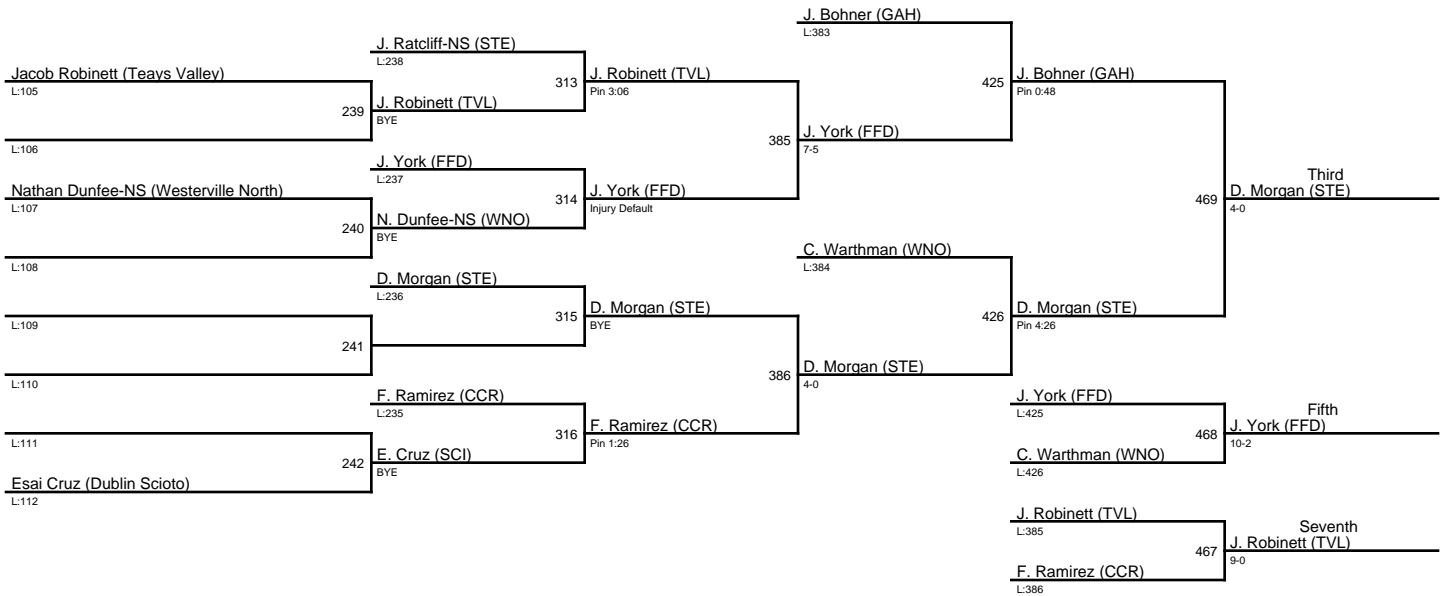 J. Bohner (GAH)
L:383
J. Ratcliff-NS (STE)
L:238
Jacob Robinett (Teays Valley)
L:105
313
J. Robinett (TVL)
Pin 3:06
425
J. Bohner (GAH)
Pin 0:48
239
J. Robinett (TVL)
BYE
L:106
385
J. York (FFD)
7-5
J. York (FFD)
L:237
Nathan Dunfee-NS (Westerville North)
L:107
314
J. York (FFD)
Injury Default
469
Third
D. Morgan (STE)
4-0
240
N. Dunfee-NS (WNO)
BYE
L:108
C. Warthman (WNO)
L:384
D. Morgan (STE)
L:236
L:109
315
D. Morgan (STE)
BYE
426
D. Morgan (STE)
Pin 4:26
241
L:110
386
D. Morgan (STE)
4-0
F. Ramirez (CCR)
L:235
J. York (FFD)
L:425
L:111
316
F. Ramirez (CCR)
Pin 1:26
468
Fifth
J. York (FFD)
10-2
242
E. Cruz (SCI)
BYE
C. Warthman (WNO)
L:426
Esai Cruz (Dublin Scioto)
L:112
J. Robinett (TVL)
L:385
467
Seventh
J. Robinett (TVL)
9-0
F. Ramirez (CCR)
L:386